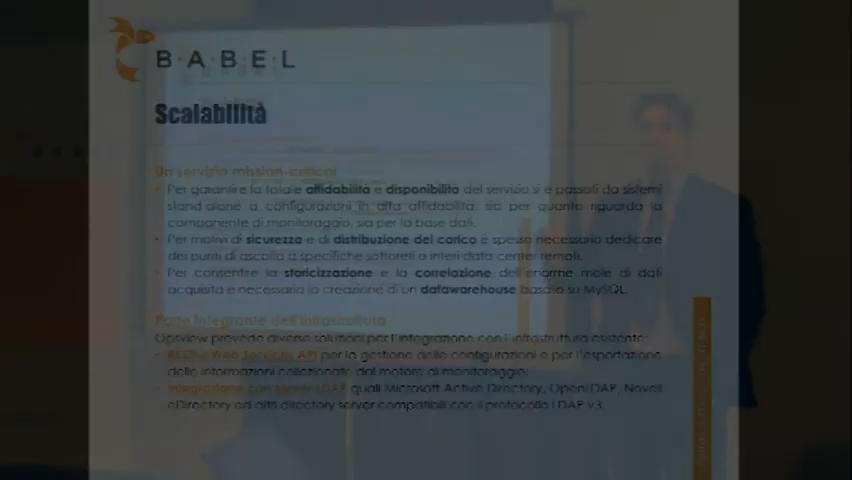 B·A·B·E·L
Scalabilità
Un servizio mission-critical
Per garantire la totale affidabilità e disponibilità del servizio si è passati da sistemi
stand-alone a configurazioni in alta affidabilità, sia per quanto riguarda la
componente di monitoraggio, sia per la base dati.
Per motivi di sicurezza e di distribuzione del carico è spesso necessario dedicare
dei punti di ascolto a specifiche sottoreti o interi data center remoti.
Per consentire la storicizzazione e la correlazione dell'enorme mole di dati
acquisita è necessaria la creazione di un datawarehouse basato su MySQL.
Parte integrante dell'infrastruttura
Opsview prevede diverse soluzioni per l'integrazione con l'infrastruttura esistente:
RESTful Web Services API per la gestione delle configurazioni e per l'esportazione
delle informazioni collezionate dal motore di monitoraggio;
Integrazione con server LDAP quali Microsoft Active Directory, OpenLDAP, Novell
eDirectory ed altri directory server compatibili con il protocollo LDAP v3.